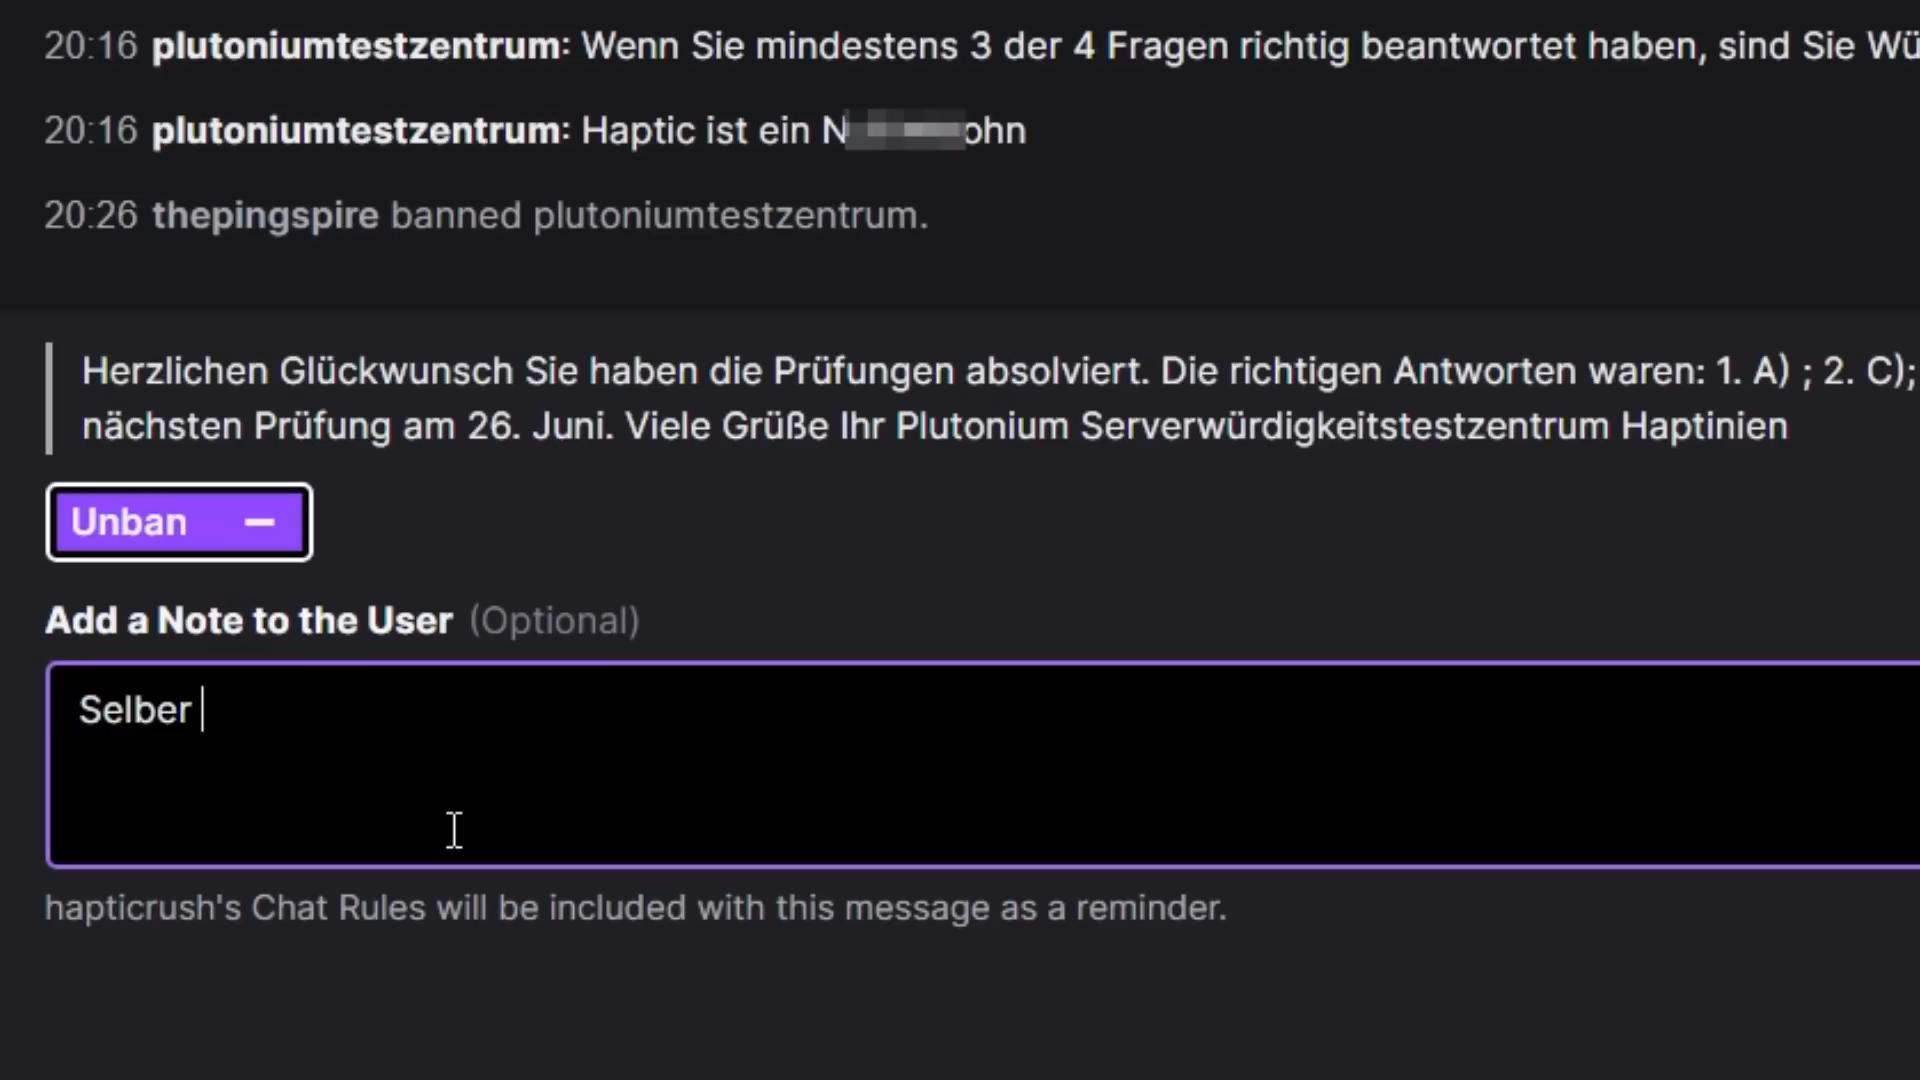 20:16 plutoniumtestzentrum: Wenn Sie mindestens 3 der 4 Fragen richtig beantwortet haben, sind Sie Wü
20:16 plutoniumtestzentrum: Haptic ist ein N ohn
20:26 thepingspire banned plutoniumtestzentrum.
Herzlichen Glückwunsch Sie haben die Prüfungen absolviert. Die richtigen Antworten waren: 1. A) ; 2. C);
nächsten Prüfung am 26. Juni. Viele Grüße Ihr Plutonium Serverwürdigkeitstestzentrum Haptinien
Unban
Add a Note to the User (Optional)
Selber
hapticrush's Chat Rules will be included with this message as a reminder.